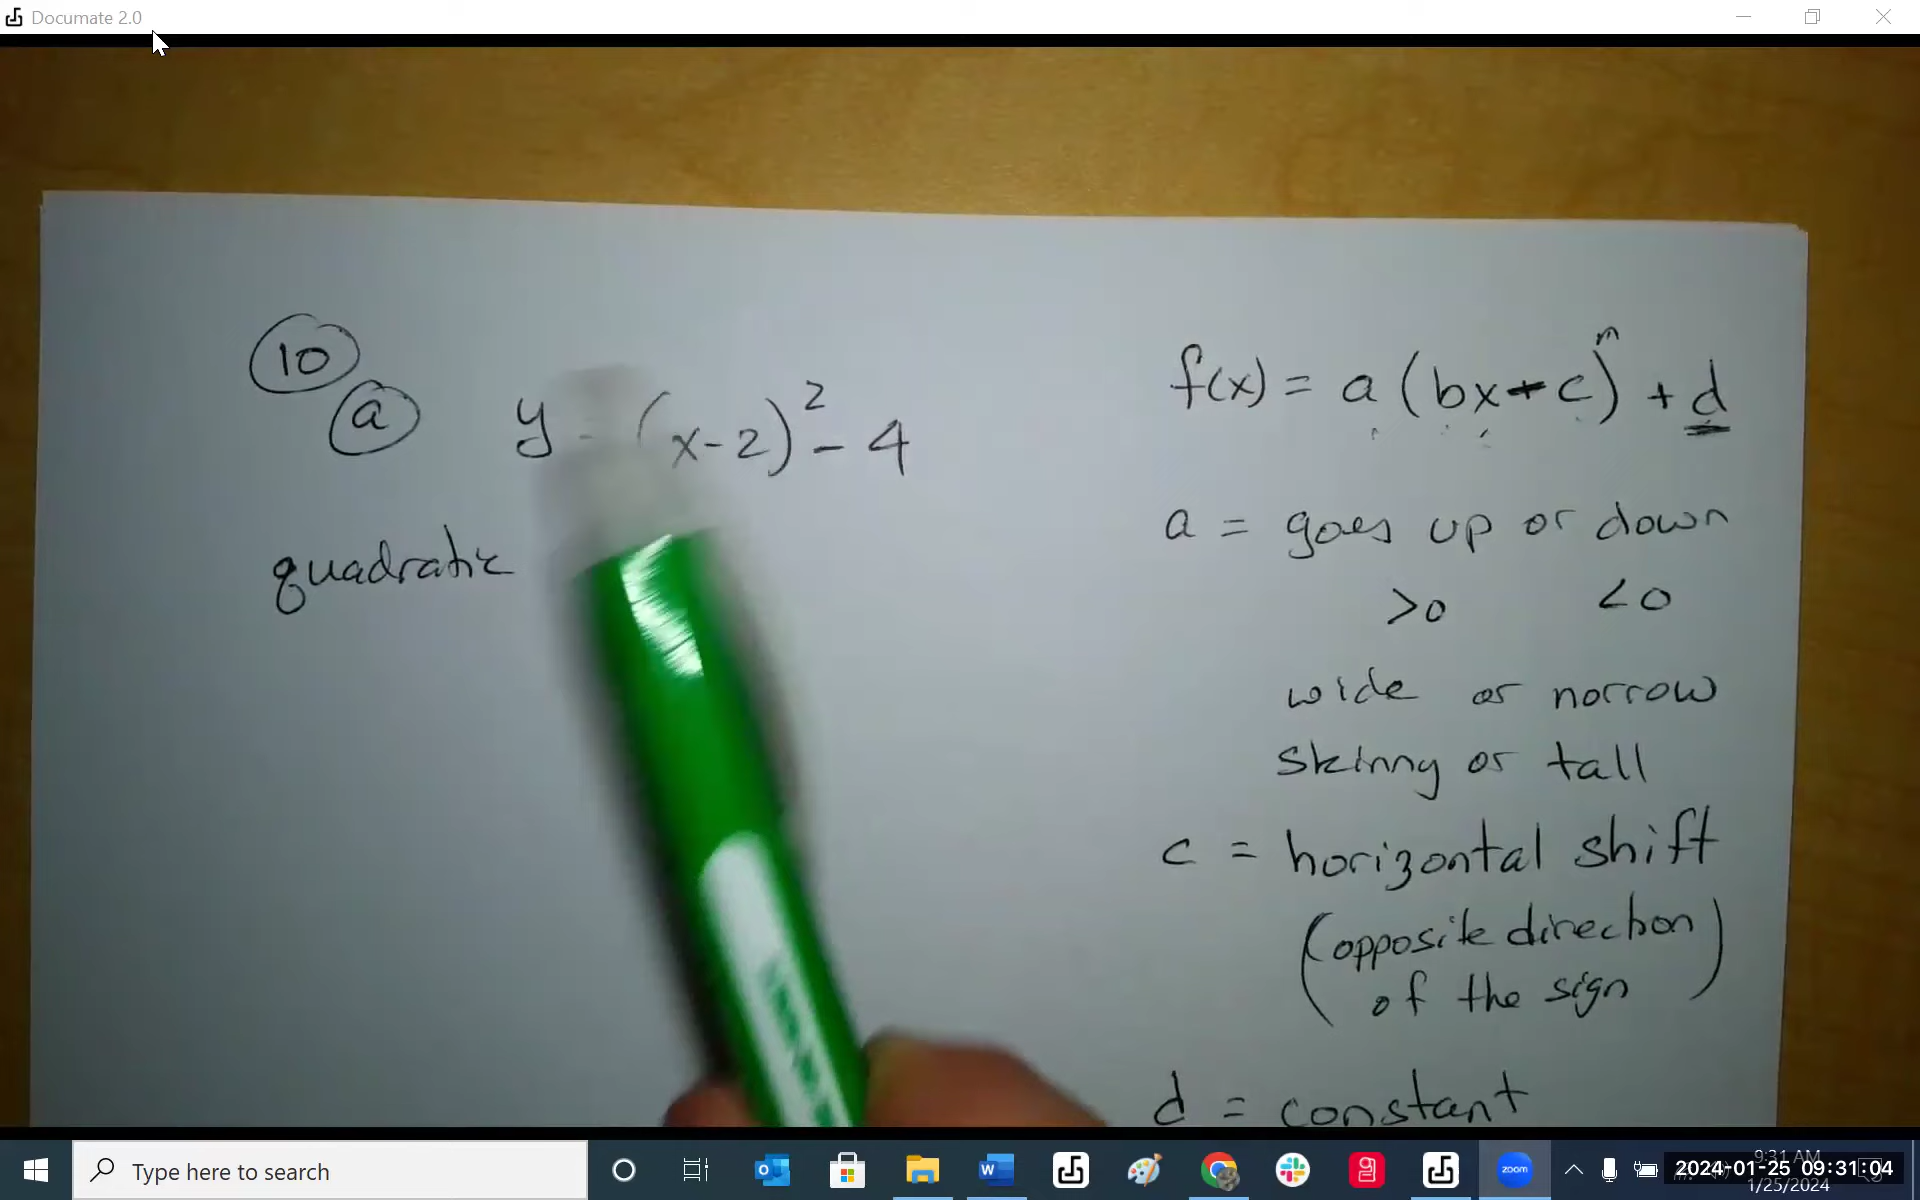 Documate 2.0
10
a y = (x-2)² - 4
quadratic
f(x) = a (bx + c)ⁿ + d
a = goes up or down
>0 <0
wide or norrow
skinny or tall
c = horizontal shift
(opposite direction
of the sign)
d = constant
Type here to search
zoom
9:31 AM
2024-01-25 09:31:04
1/25/2024